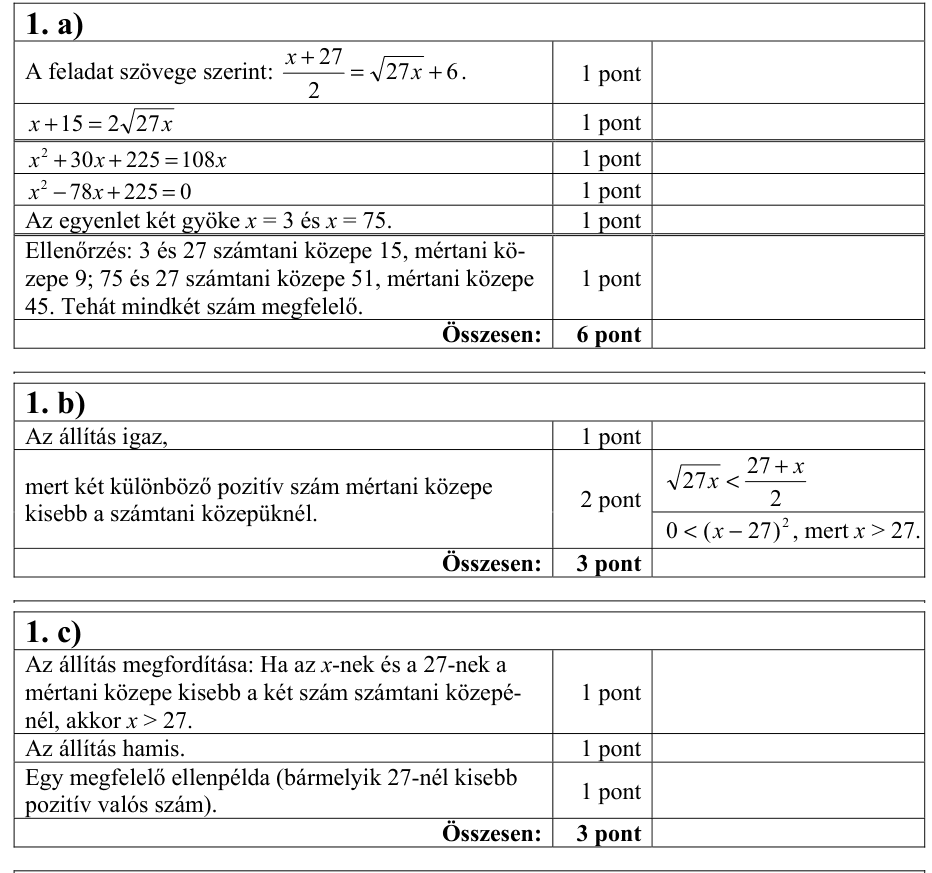 1. a)
A feladat szövege szerint: (x + 27)/2 = √(27x) + 6. 1 pont
x + 15 = 2√(27x) 1 pont
x² + 30x + 225 = 108x 1 pont
x² − 78x + 225 = 0 1 pont
Az egyenlet két gyöke x = 3 és x = 75. 1 pont
Ellenőrzés: 3 és 27 számtani közepe 15, mértani kö-
zepe 9; 75 és 27 számtani közepe 51, mértani közepe 1 pont
45. Tehát mindkét szám megfelelő.
Összesen: 6 pont
1. b)
Az állítás igaz, 1 pont
mert két különböző pozitív szám mértani közepe
kisebb a számtani középüknél. 2 pont
√(27x) < (27 + x)/2
0 < (x − 27)², mert x > 27.
Összesen: 3 pont
1. c)
Az állítás megfordítása: Ha az x-nek és a 27-nek a
mértani közepe kisebb a két szám számtani közepé- 1 pont
nél, akkor x > 27.
Az állítás hamis. 1 pont
Egy megfelelő ellenpélda (bármelyik 27-nél kisebb
pozitív valós szám). 1 pont
Összesen: 3 pont